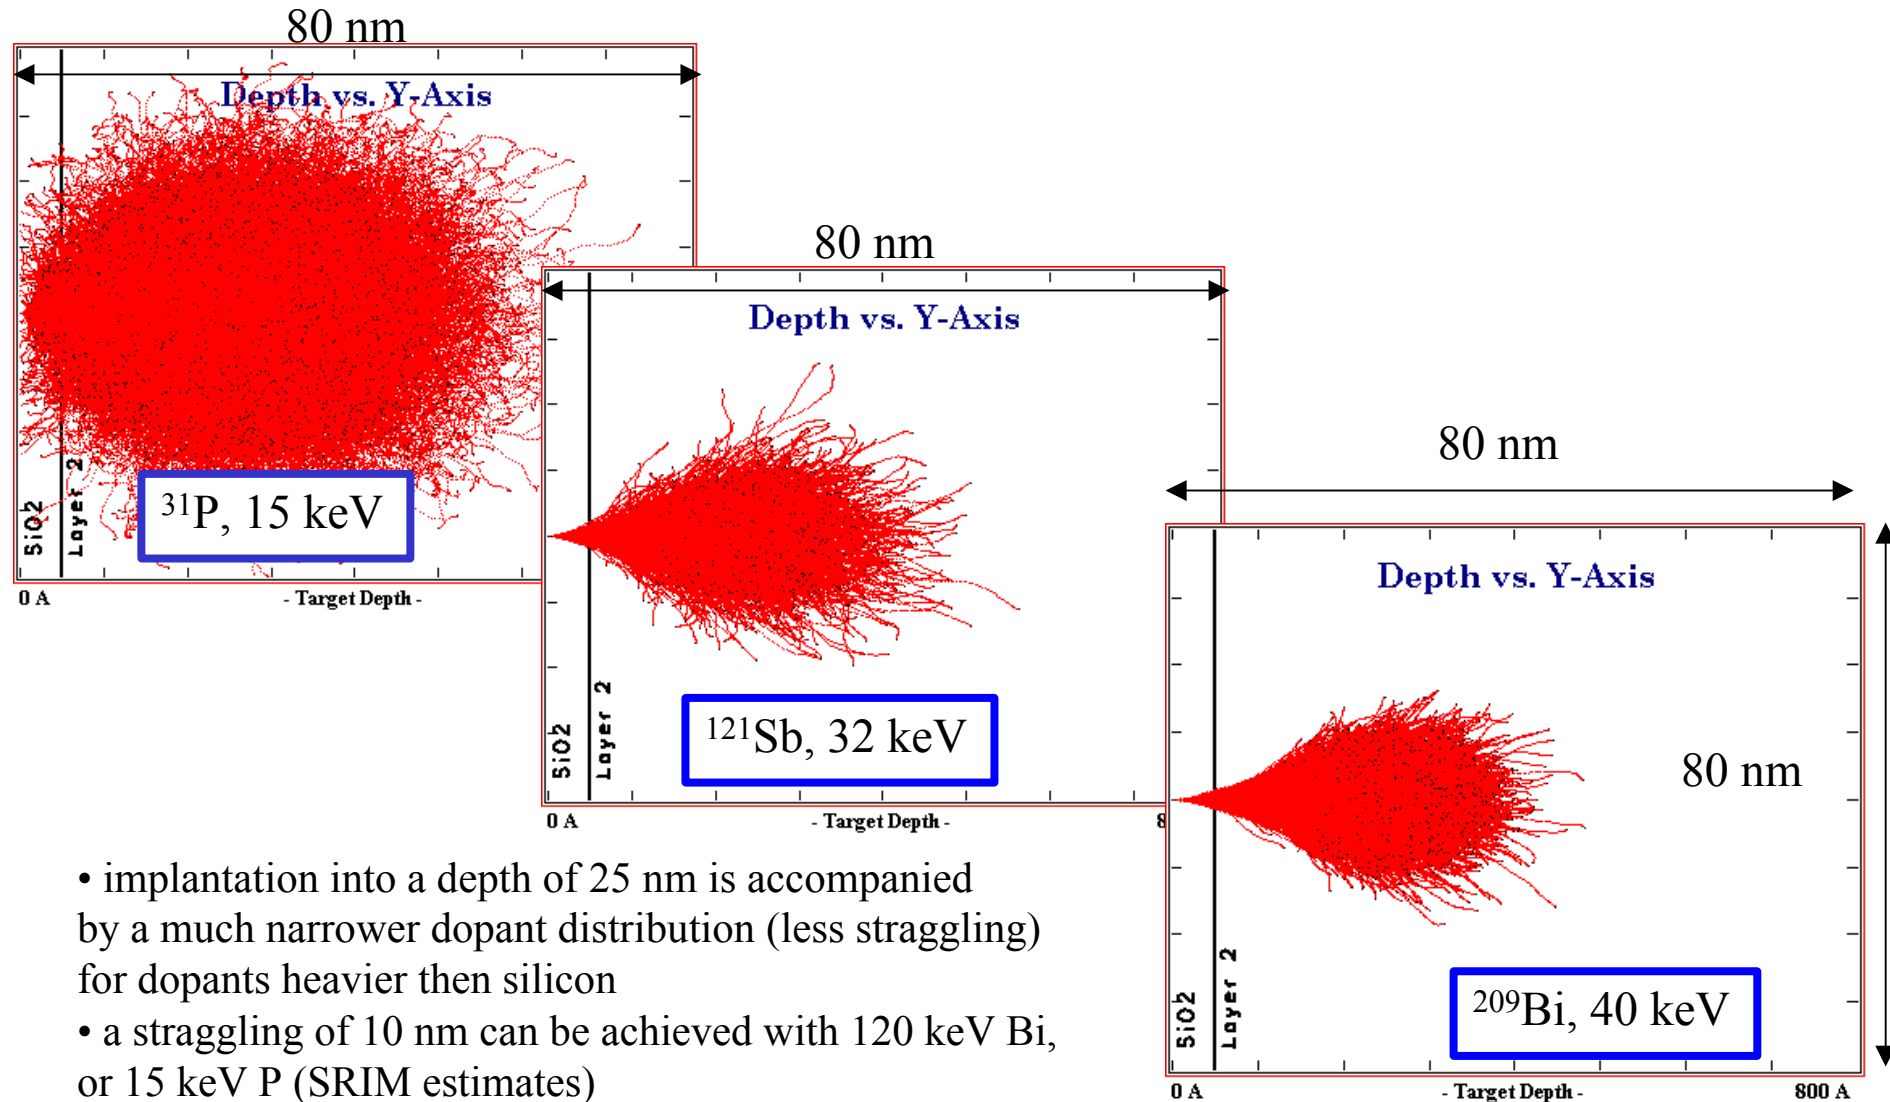 80 nm
Depth vs. Y-Axis
SiO2
Layer 2
³¹P, 15 keV
0 A
- Target Depth -
80 nm
Depth vs. Y-Axis
SiO2
Layer 2
¹²¹Sb, 32 keV
0 A
- Target Depth -
8
80 nm
Depth vs. Y-Axis
80 nm
SiO2
Layer 2
²⁰⁹Bi, 40 keV
0 A
- Target Depth -
800 A
• implantation into a depth of 25 nm is accompanied
by a much narrower dopant distribution (less straggling)
for dopants heavier then silicon
• a straggling of 10 nm can be achieved with 120 keV Bi,
or 15 keV P (SRIM estimates)